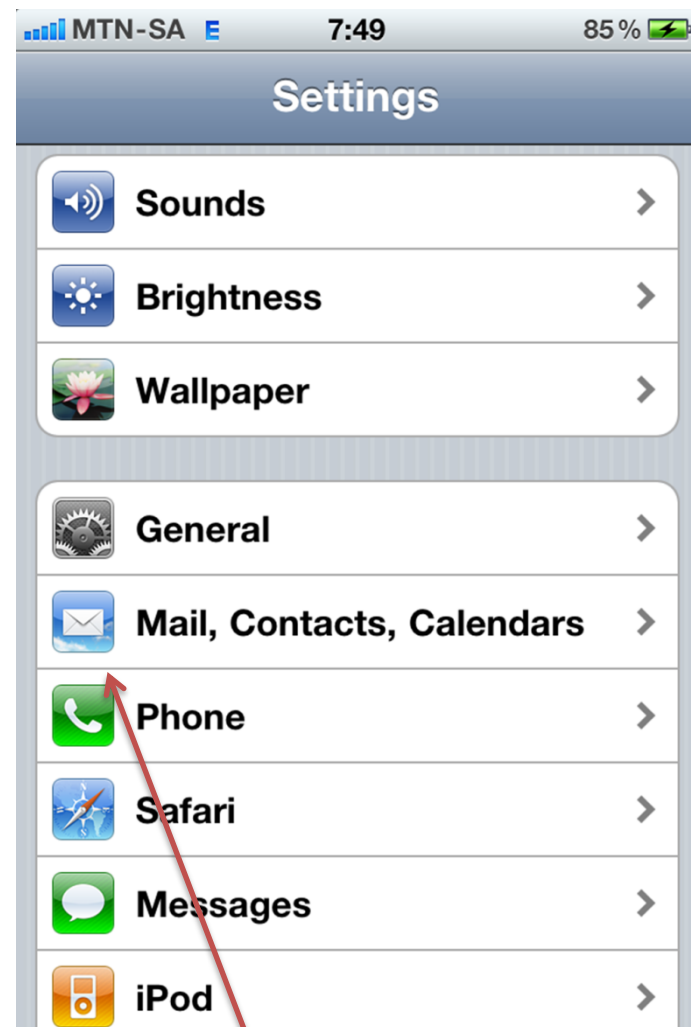 MTN-SA E 7:49 85%
Settings
Sounds
Brightness
Wallpaper
General
Mail, Contacts, Calendars
Phone
Safari
Messages
iPod